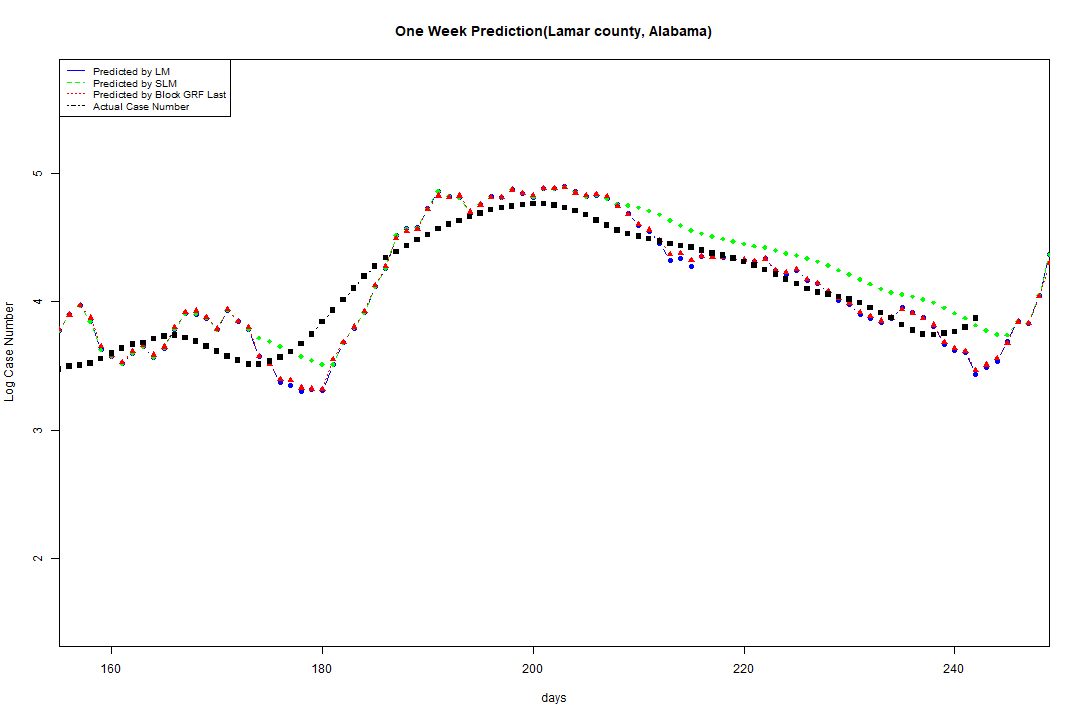 One Week Prediction(Lamar county, Alabama)
Predicted by LM
Predicted by SLM
Predicted by Block GRF Last
Actual Case Number
5
4
3
2
Log Case Number
160 180 200 220 240
days